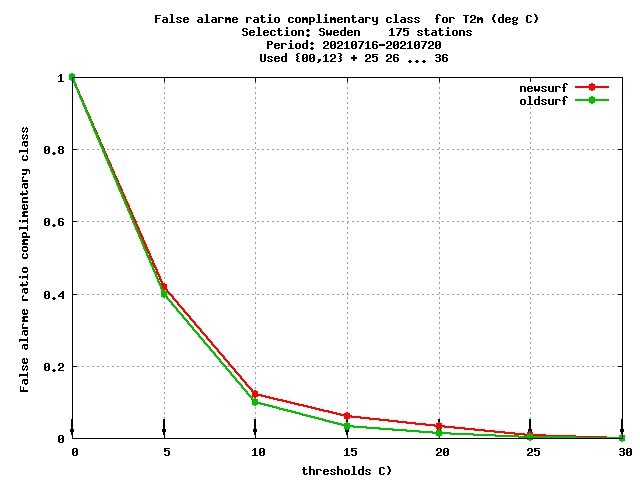 False alarme ratio complimentary class  for T2m (deg C)
Selection: Sweden    175 stations
Period: 20210716-20210720
Used {00,12} + 25 26 ... 36
newsurf
oldsurf
False alarme ratio complimentary class
1
0.8
0.6
0.4
0.2
0
0 5 10 15 20 25 30
thresholds C)